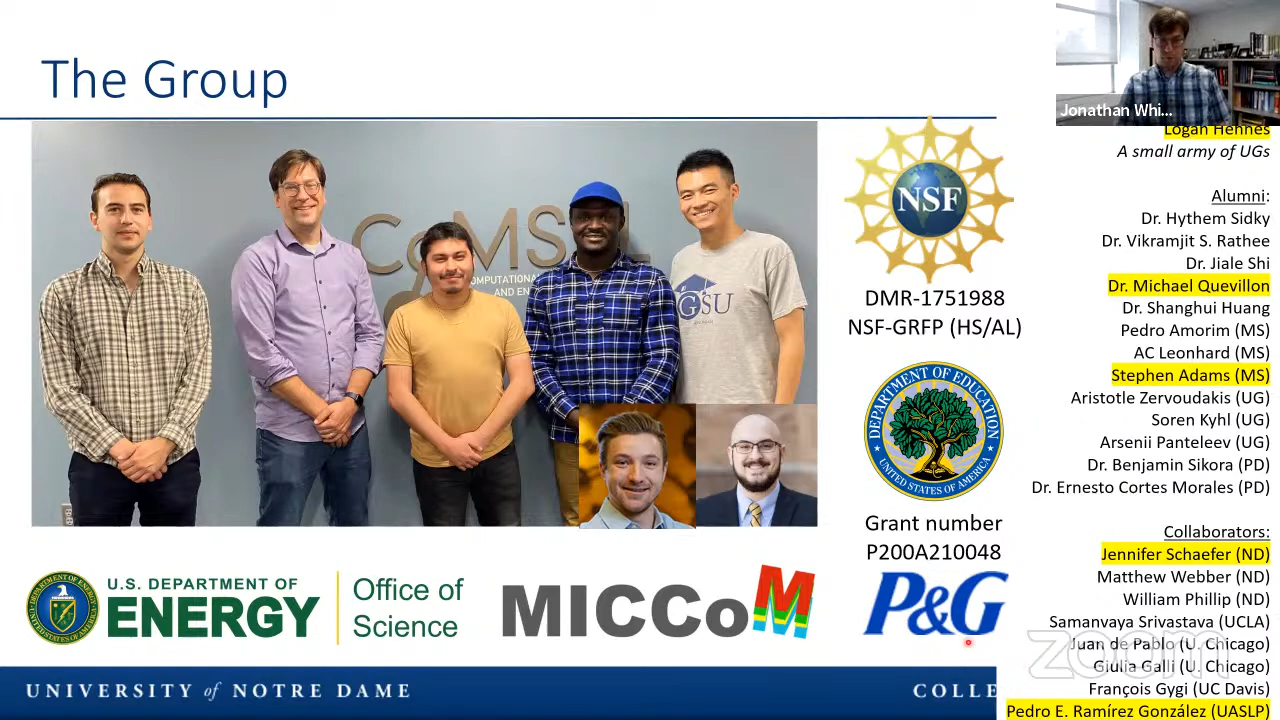 The Group
Jonathan Whi...
Logan Hennes
A small army of UGs
Alumni:
Dr. Hythem Sidky
Dr. Vikramjit S. Rathee
Dr. Jiale Shi
Dr. Michael Quevillon
Dr. Shanghui Huang
Pedro Amorim (MS)
AC Leonhard (MS)
Stephen Adams (MS)
Aristotle Zervoudakis (UG)
Soren Kyhl (UG)
Arsenii Panteleev (UG)
Dr. Benjamin Sikora (PD)
Dr. Ernesto Cortes Morales (PD)
Collaborators:
Jennifer Schaefer (ND)
Matthew Webber (ND)
William Phillip (ND)
Samanvaya Srivastava (UCLA)
Juan de Pablo (U. Chicago)
Giulia Galli (U. Chicago)
François Gygi (UC Davis)
Pedro E. Ramírez González (UASLP)
NSF
DMR-1751988
NSF-GRFP (HS/AL)
DEPARTMENT OF EDUCATION
UNITED STATES OF AMERICA
Grant number
P200A210048
P&G
CoMS
COMPUTATIONAL
AND EN
GSU
U.S. DEPARTMENT OF
ENERGY
Office of
Science
MICCoM
zoom
UNIVERSITY of NOTRE DAME
COLLE